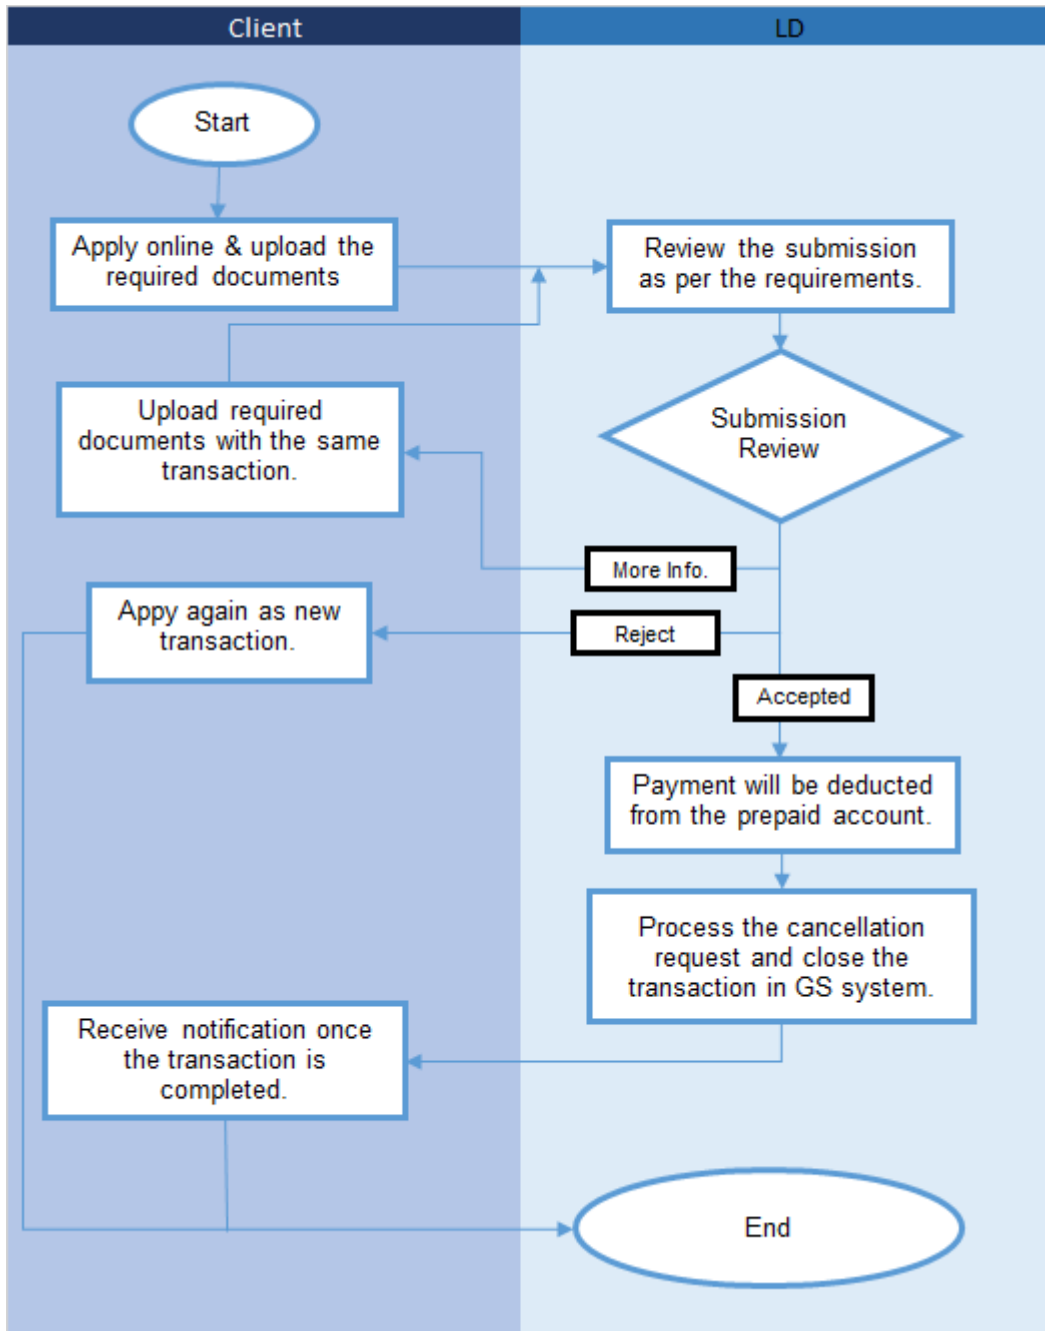 Client
LD
Start
Apply online & upload the
required documents
Review the submission
as per the requirements.
Upload required
documents with the same
transaction.
Submission
Review
More Info.
Appy again as new
transaction.
Reject
Accepted
Payment will be deducted
from the prepaid account.
Process the cancellation
request and close the
transaction in GS system.
Receive notification once
the transaction is
completed.
End